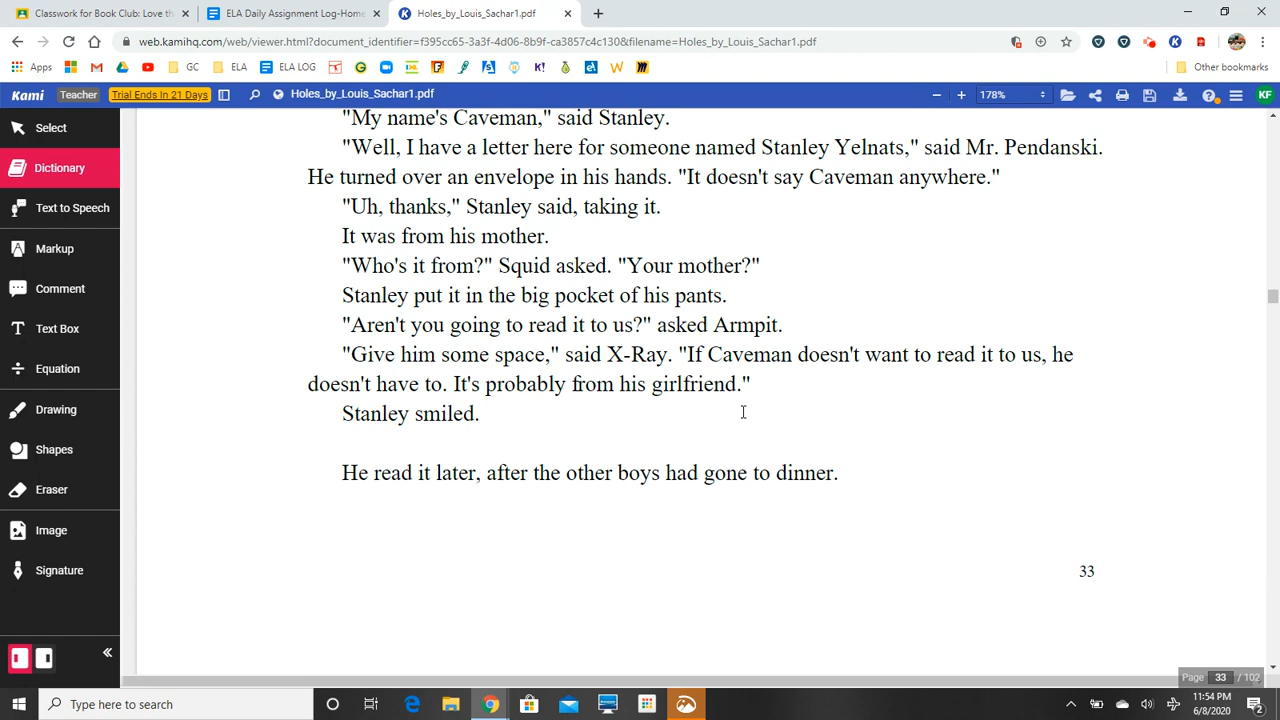 Classwork for Book Club: Love th
ELA Daily Assignment Log-Home
Holes_by_Louis_Sachar1.pdf
web.kamihq.com/web/viewer.html?document_identifier=f395cc65-3a3f-4d06-8b9f-ca3857c4c130&filename=Holes_by_Louis_Sachar1.pdf
Apps
GC
ELA
ELA LOG
Other bookmarks
Kami
Teacher
Trial Ends In 21 Days
Holes_by_Louis_Sachar1.pdf
178%
KF
Select
Dictionary
Text to Speech
Markup
Comment
Text Box
Equation
Drawing
Shapes
Eraser
Image
Signature
"My name's Caveman," said Stanley.
"Well, I have a letter here for someone named Stanley Yelnats," said Mr. Pendanski.
He turned over an envelope in his hands. "It doesn't say Caveman anywhere."
"Uh, thanks," Stanley said, taking it.
It was from his mother.
"Who's it from?" Squid asked. "Your mother?"
Stanley put it in the big pocket of his pants.
"Aren't you going to read it to us?" asked Armpit.
"Give him some space," said X-Ray. "If Caveman doesn't want to read it to us, he
doesn't have to. It's probably from his girlfriend."
Stanley smiled.
He read it later, after the other boys had gone to dinner.
33
Page 33 / 102
Type here to search
11:54 PM
6/8/2020